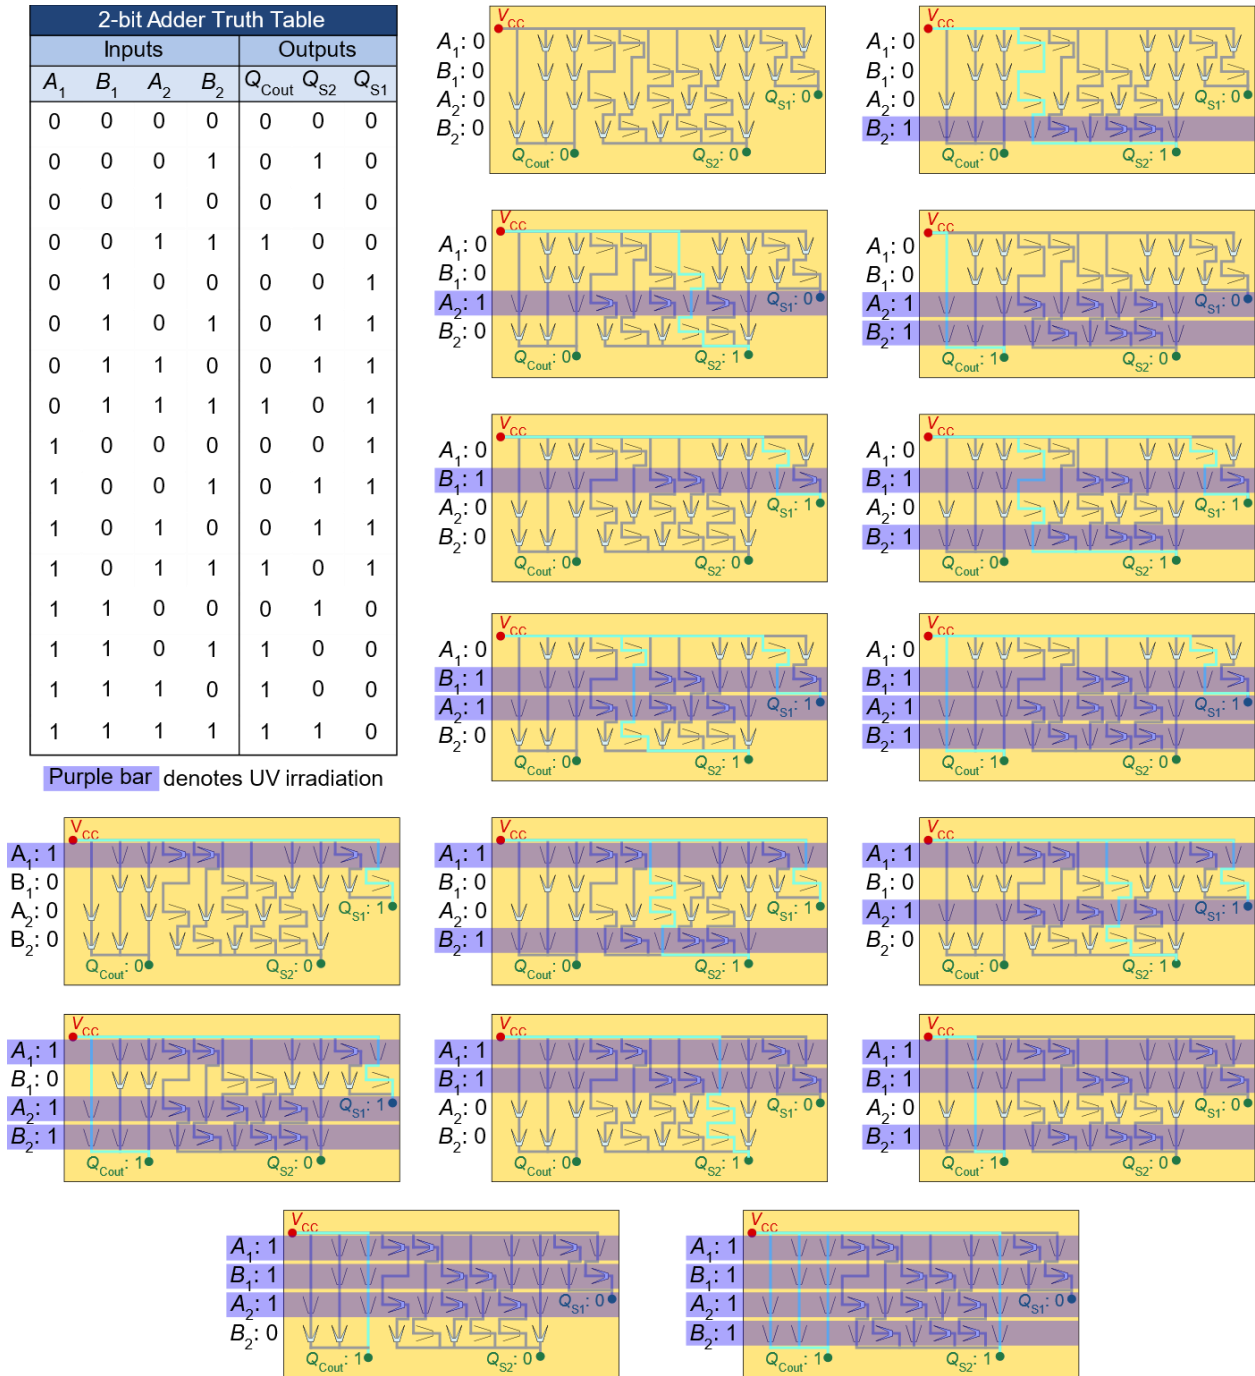 2-bit Adder Truth Table
Inputs Outputs
A1 B1 A2 B2 QCout QS2 QS1
0 0 0 0 0 0 0
0 0 0 1 0 1 0
0 0 1 0 0 1 0
0 0 1 1 1 0 0
0 1 0 0 0 0 1
0 1 0 1 0 1 1
0 1 1 0 0 1 1
0 1 1 1 1 0 1
1 0 0 0 0 0 1
1 0 0 1 0 1 1
1 0 1 0 0 1 1
1 0 1 1 1 0 1
1 1 0 0 0 1 0
1 1 0 1 1 0 0
1 1 1 0 1 0 0
1 1 1 1 1 1 0
Purple bar denotes UV irradiation
VCC
A1: 0
B1: 0
A2: 0
B2: 0
QS1: 0
QCout: 0
QS2: 0
VCC
A1: 0
B1: 0
A2: 0
B2: 1
QS1: 0
QCout: 0
QS2: 1
VCC
A1: 0
B1: 0
A2: 1
B2: 0
QS1: 0
QCout: 0
QS2: 1
VCC
A1: 0
B1: 0
A2: 1
B2: 1
QS1: 0
QCout: 1
QS2: 0
VCC
A1: 0
B1: 1
A2: 0
B2: 0
QS1: 1
QCout: 0
QS2: 0
VCC
A1: 0
B1: 1
A2: 0
B2: 1
QS1: 1
QCout: 0
QS2: 1
VCC
A1: 0
B1: 1
A2: 1
B2: 0
QS1: 1
QCout: 0
QS2: 1
VCC
A1: 0
B1: 1
A2: 1
B2: 1
QS1: 1
QCout: 1
QS2: 0
VCC
A1: 1
B1: 0
A2: 0
B2: 0
QS1: 1
QCout: 0
QS2: 0
VCC
A1: 1
B1: 0
A2: 0
B2: 1
QS1: 1
QCout: 0
QS2: 1
VCC
A1: 1
B1: 0
A2: 1
B2: 0
QS1: 1
QCout: 0
QS2: 1
VCC
A1: 1
B1: 0
A2: 1
B2: 1
QS1: 1
QCout: 1
QS2: 0
VCC
A1: 1
B1: 1
A2: 0
B2: 0
QS1: 0
QCout: 0
QS2: 1
VCC
A1: 1
B1: 1
A2: 0
B2: 1
QS1: 0
QCout: 1
QS2: 0
VCC
A1: 1
B1: 1
A2: 1
B2: 0
QS1: 0
QCout: 1
QS2: 0
VCC
A1: 1
B1: 1
A2: 1
B2: 1
QS1: 0
QCout: 1
QS2: 1